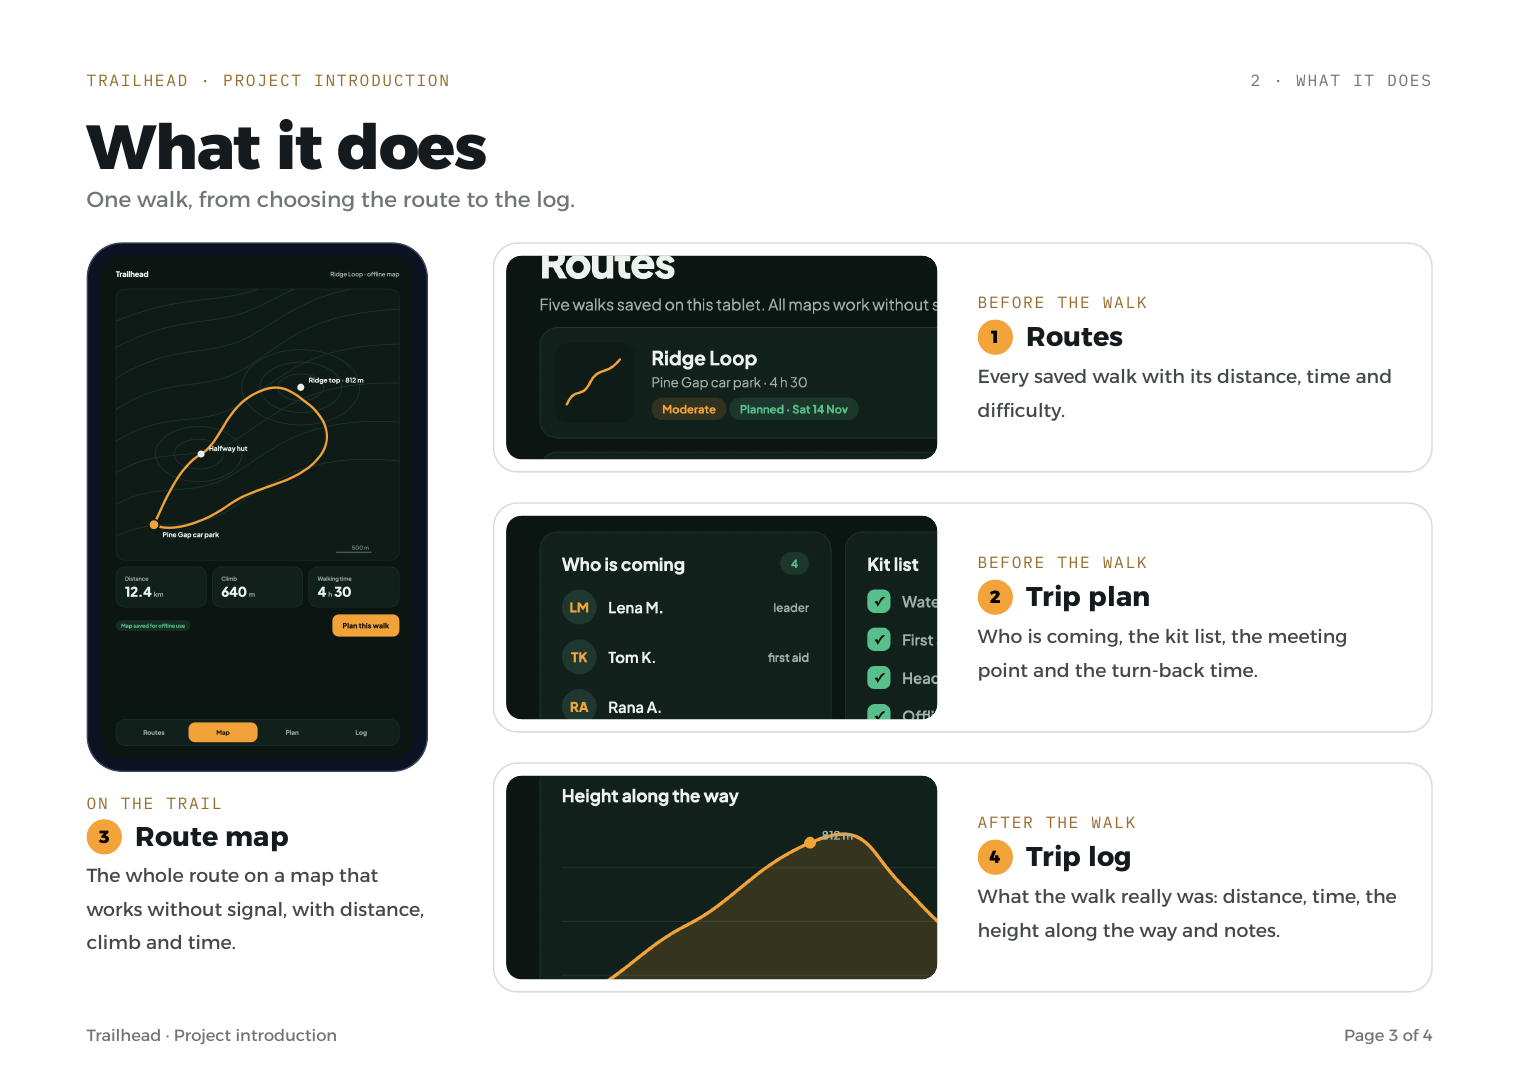 TRAILHEAD · PROJECT INTRODUCTION
2 · WHAT IT DOES
What it does
One walk, from choosing the route to the log.
Trailhead
Ridge Loop · offline map
Ridge top · 812 m
Halfway hut
Pine Gap car park
500 m
Distance
12.4 km
Climb
640 m
Walking time
4 h 30
Map saved for offline use
Plan this walk
Routes
Map
Plan
Log
ON THE TRAIL
3 Route map
The whole route on a map that
works without signal, with distance,
climb and time.
Routes
Five walks saved on this tablet. All maps work without s
Ridge Loop
Pine Gap car park · 4 h 30
Moderate
Planned · Sat 14 Nov
BEFORE THE WALK
1 Routes
Every saved walk with its distance, time and
difficulty.
Who is coming
4
LM Lena M. leader
TK Tom K. first aid
RA Rana A.
Kit list
Wate
First
Head
Offli
BEFORE THE WALK
2 Trip plan
Who is coming, the kit list, the meeting
point and the turn-back time.
Height along the way
812 m
AFTER THE WALK
4 Trip log
What the walk really was: distance, time, the
height along the way and notes.
Trailhead · Project introduction
Page 3 of 4